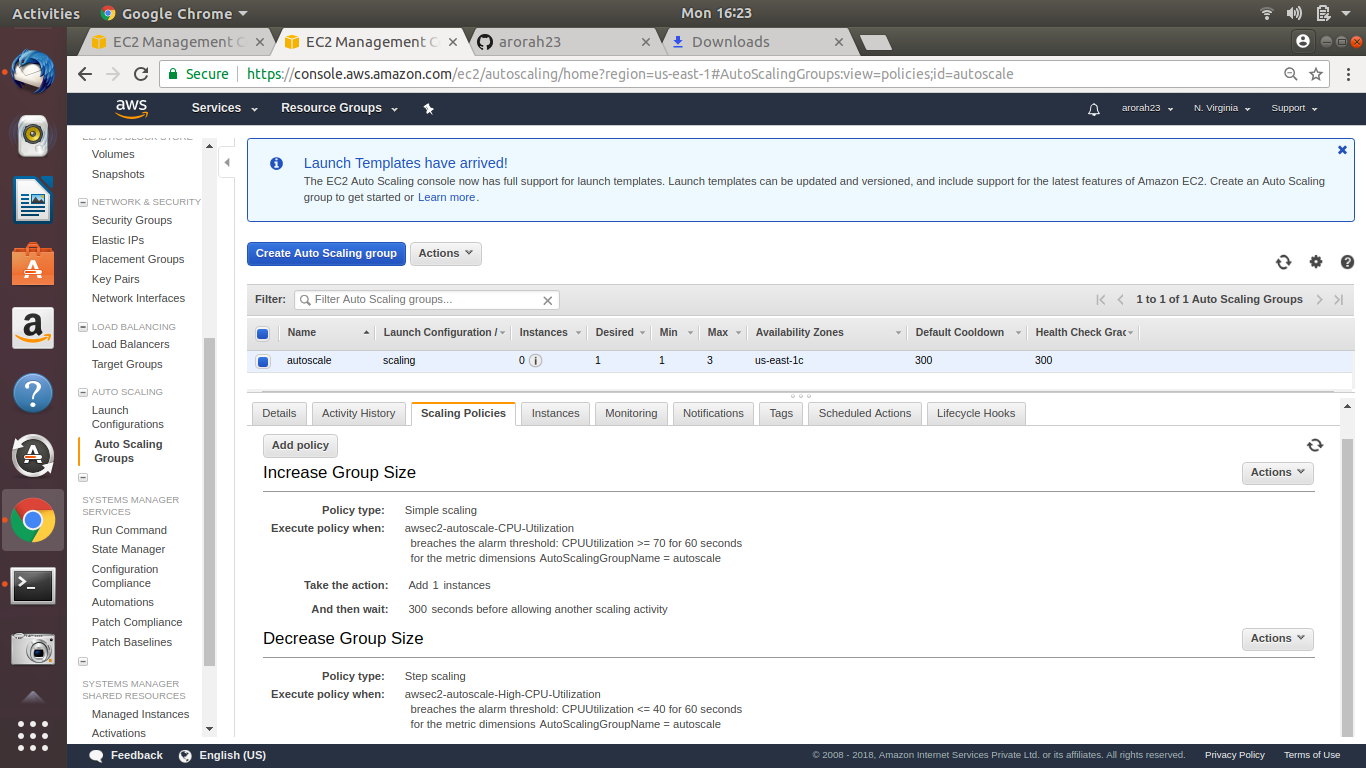 Activities
Google Chrome
Mon 16:23
EC2 Management C
EC2 Management C
arorah23
Downloads
Secure
https://console.aws.amazon.com/ec2/autoscaling/home?region=us-east-1#AutoScalingGroups:view=policies;id=autoscale
aws
Services
Resource Groups
arorah23
N. Virginia
Support
ELASTIC BLOCK STORE
Volumes
Snapshots
NETWORK & SECURITY
Security Groups
Elastic IPs
Placement Groups
Key Pairs
Network Interfaces
LOAD BALANCING
Load Balancers
Target Groups
AUTO SCALING
Launch
Configurations
Auto Scaling
Groups
SYSTEMS MANAGER
SERVICES
Run Command
State Manager
Configuration
Compliance
Automations
Patch Compliance
Patch Baselines
SYSTEMS MANAGER
SHARED RESOURCES
Managed Instances
Activations
Launch Templates have arrived!
The EC2 Auto Scaling console now has full support for launch templates. Launch templates can be updated and versioned, and include support for the latest features of Amazon EC2. Create an Auto Scaling
group to get started or Learn more.
Create Auto Scaling group
Actions
Filter:
Filter Auto Scaling groups...
1 to 1 of 1 Auto Scaling Groups
Name Launch Configuration / Instances Desired Min Max Availability Zones Default Cooldown Health Check Grac
autoscale scaling 0 1 1 3 us-east-1c 300 300
Details Activity History Scaling Policies Instances Monitoring Notifications Tags Scheduled Actions Lifecycle Hooks
Add policy
Increase Group Size
Actions
Policy type: Simple scaling
Execute policy when: awsec2-autoscale-CPU-Utilization
breaches the alarm threshold: CPUUtilization >= 70 for 60 seconds
for the metric dimensions AutoScalingGroupName = autoscale
Take the action: Add 1 instances
And then wait: 300 seconds before allowing another scaling activity
Decrease Group Size
Actions
Policy type: Step scaling
Execute policy when: awsec2-autoscale-High-CPU-Utilization
breaches the alarm threshold: CPUUtilization <= 40 for 60 seconds
for the metric dimensions AutoScalingGroupName = autoscale
Feedback
English (US)
© 2008 - 2018, Amazon Internet Services Private Ltd. or its affiliates. All rights reserved.
Privacy Policy
Terms of Use